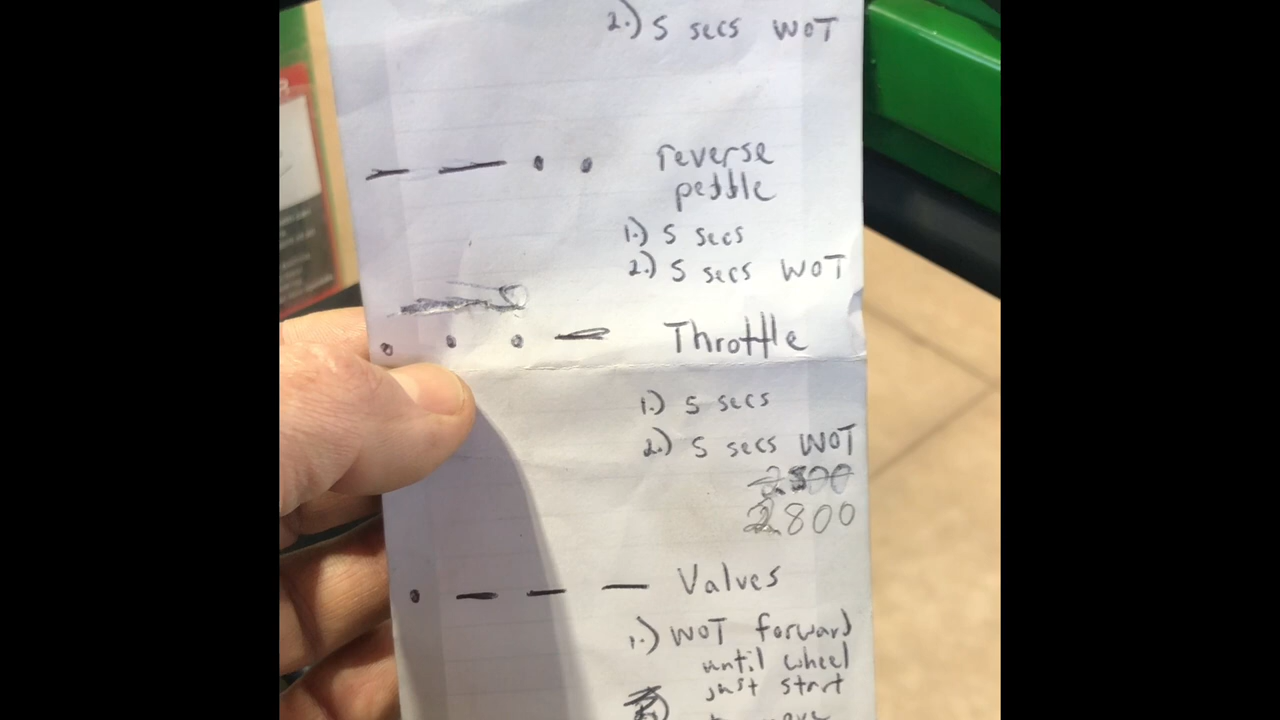 2.) 5 secs WOT
— — • • reverse
peddle
1.) 5 secs
2.) 5 secs WOT
• • • — Throttle
1.) 5 secs
2.) 5 secs WOT
2500
2800
• — — — Valves
1.) WOT forward
until wheel
just start